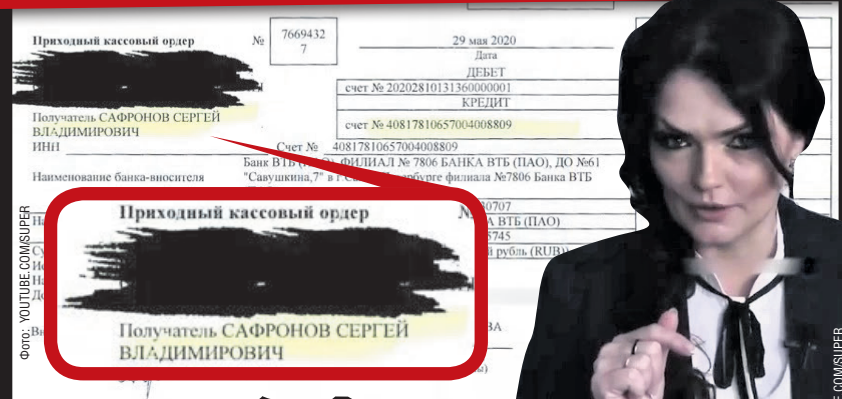 Приходный кассовый ордер
№
7669432
7
29 мая 2020
Дата
ДЕБЕТ
счет № 20202810131360000001
КРЕДИТ
Получатель САФРОНОВ СЕРГЕЙ
ВЛАДИМИРОВИЧ
счет № 40817810657004008809
ИНН
Счет № 40817810657004008809
Банк ВТБ ФИЛИАЛ № 7806 БАНКА ВТБ (ПАО), ДО №61
Наименование банка-вносителя
"Савушкина,7" в филиала №7806 Банка ВТБ
Приходный кассовый ордер
Получатель САФРОНОВ СЕРГЕЙ
ВЛАДИМИРОВИЧ
ВТБ (ПАО)
рубль (RUB)
Фото: YOUTUBE.COM/SUPER
COM/SUPER